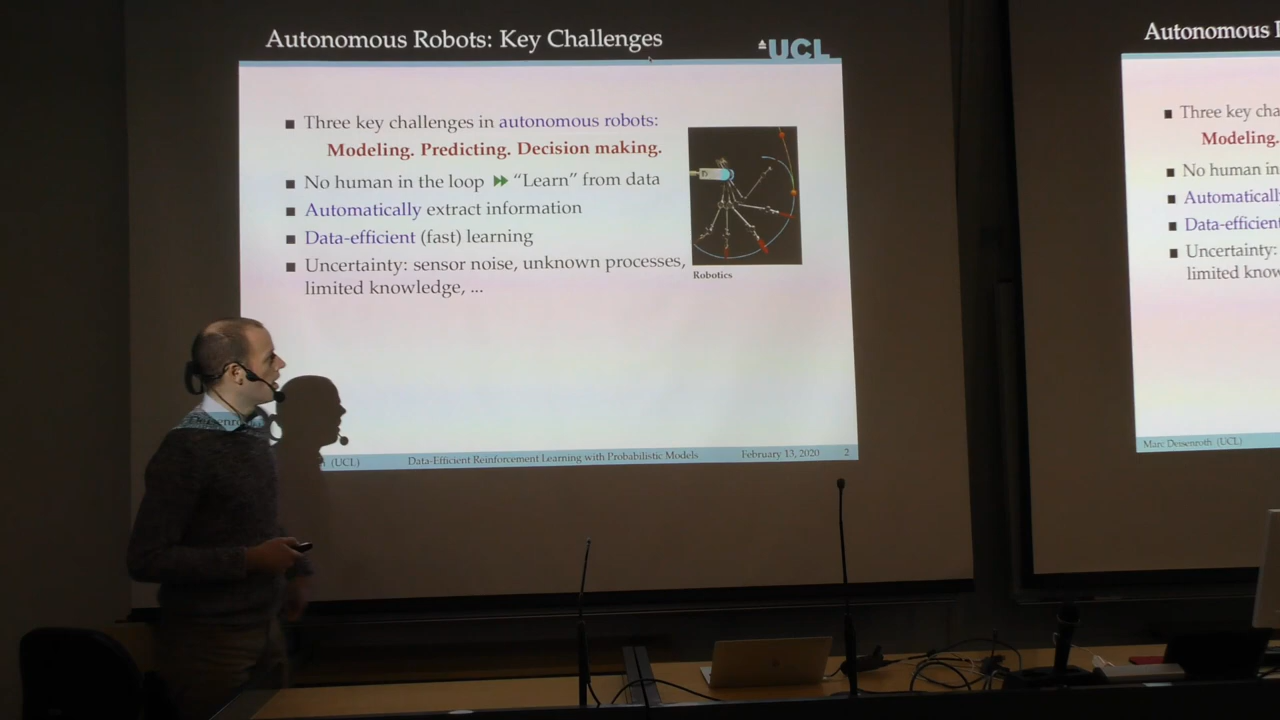 Autonomous Robots: Key Challenges
UCL
Three key challenges in autonomous robots:
Modeling. Predicting. Decision making.
No human in the loop "Learn" from data
Automatically extract information
Data-efficient (fast) learning
Uncertainty: sensor noise, unknown processes,
limited knowledge, ...
Robotics
(UCL) Data-Efficient Reinforcement Learning with Probabilistic Models February 13, 2020 2
Autonomous
Three key cha
Modeling.
No human in
Automaticall
Data-efficient
Uncertainty:
limited know
Marc Deisenroth (UCL)